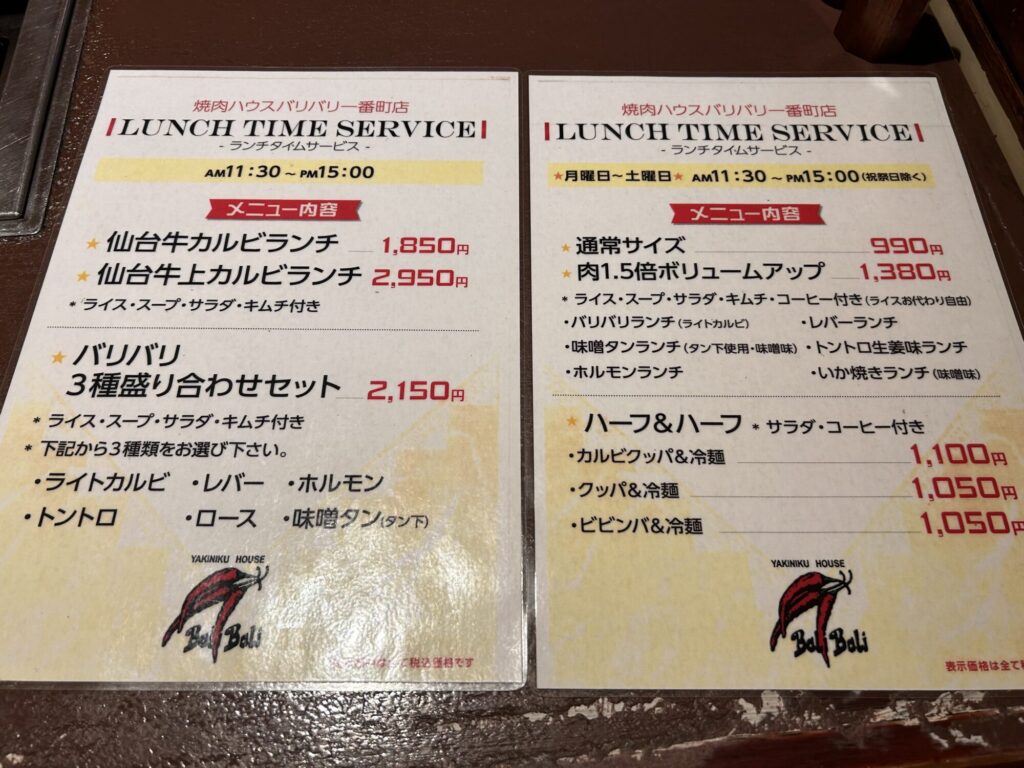 焼肉ハウスバリバリ一番町店
LUNCH TIME SERVICE
- ランチタイムサービス -
AM11:30 ~ PM15:00
メニュー内容
★ 仙台牛カルビランチ 1,850円
★ 仙台牛上カルビランチ 2,950円
* ライス・スープ・サラダ・キムチ付き
★ バリバリ
3種盛り合わせセット 2,150円
* ライス・スープ・サラダ・キムチ付き
* 下記から3種類をお選び下さい。
・ライトカルビ ・レバー ・ホルモン
・トントロ ・ロース ・味噌タン(タン下)
YAKINIKU HOUSE
Bali Bali
税込価格です
焼肉ハウスバリバリ一番町店
LUNCH TIME SERVICE
- ランチタイムサービス -
★月曜日~土曜日★ AM11:30 ~ PM15:00(祝祭日除く)
メニュー内容
★ 通常サイズ 990円
★ 肉1.5倍ボリュームアップ 1,380円
* ライス・スープ・サラダ・キムチ・コーヒー付き(ライスお代わり自由)
・バリバリランチ(ライトカルビ) ・レバーランチ
・味噌タンランチ(タン下使用・味噌味) ・トントロ生姜味ランチ
・ホルモンランチ ・いか焼きランチ(味噌味)
★ ハーフ&ハーフ * サラダ・コーヒー付き
・カルビクッパ&冷麺 1,100円
・クッパ&冷麺 1,050円
・ビビンバ&冷麺 1,050円
YAKINIKU HOUSE
Bali Bali
表示価格は全て